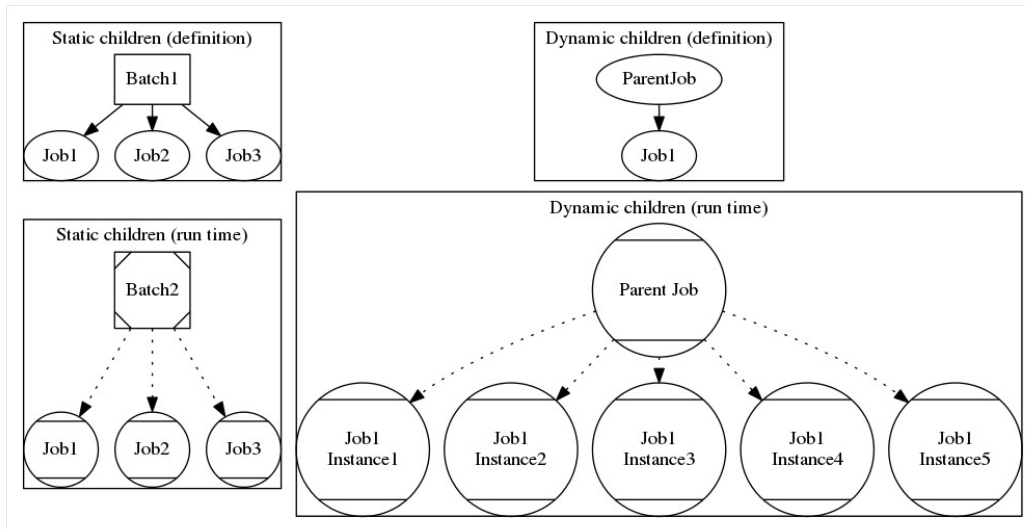 Static children (definition)
Batch1
Job1
Job2
Job3
Dynamic children (definition)
ParentJob
Job1
Static children (run time)
Batch2
Job1
Job2
Job3
Dynamic children (run time)
Parent Job
Job1
Instance1
Job1
Instance2
Job1
Instance3
Job1
Instance4
Job1
Instance5